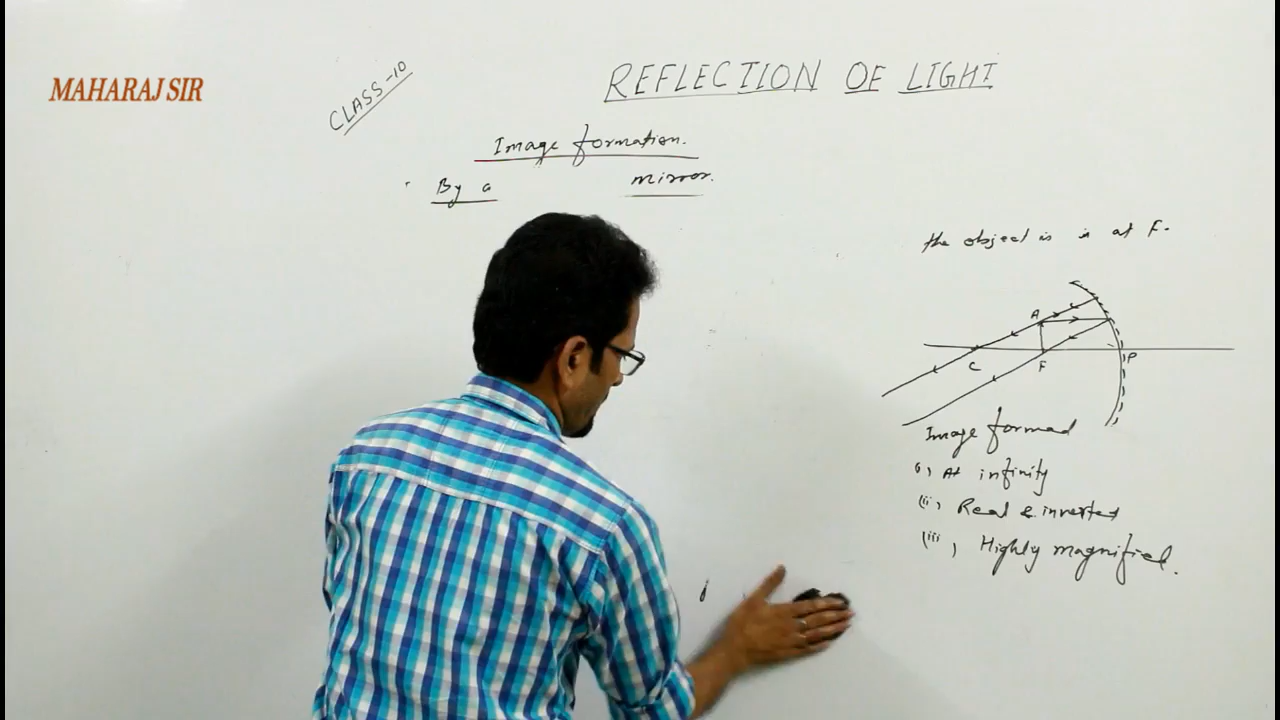 MAHARAJ SIR
CLASS-10
REFLECTION OF LIGHT
Image formation.
By a mirror.
the object is is at F.
A
C F P
Image formed
(i), At infinity
(ii), Real & inverted
(iii), Highly magnified.